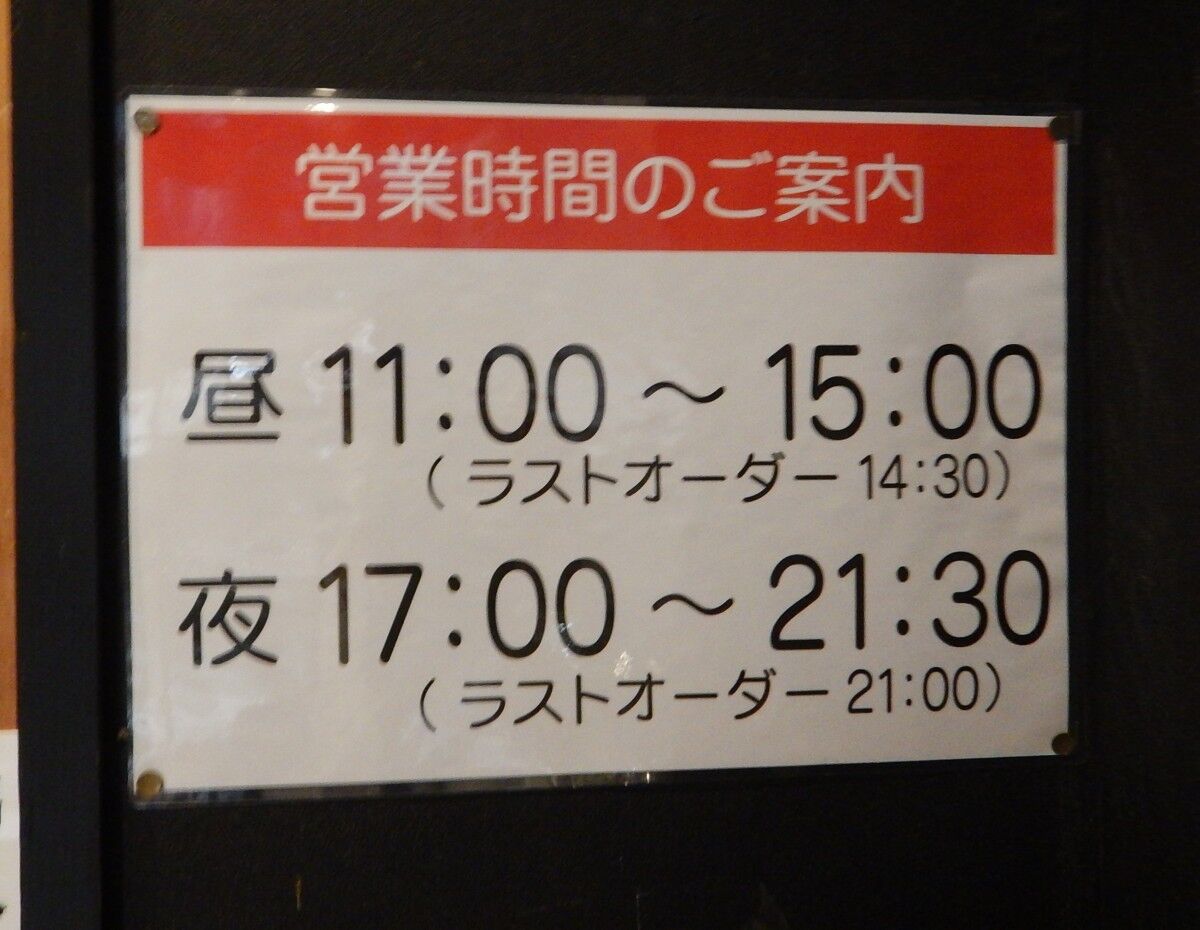 営業時間のご案内
昼 11:00 〜 15:00
( ラストオーダー 14:30)
夜 17:00 〜 21:30
( ラストオーダー 21:00)